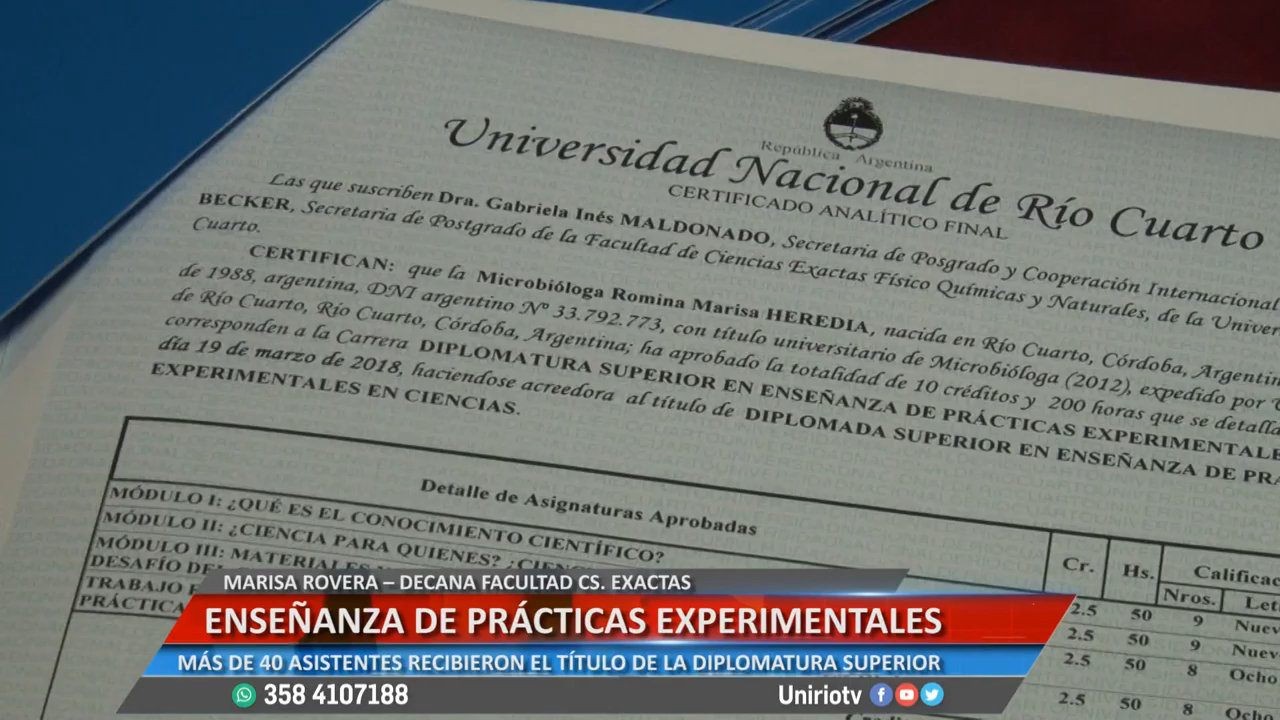 República Argentina
Universidad Nacional de Río Cuarto
CERTIFICADO ANALÍTICO FINAL
Las que suscriben Dra. Gabriela Inés MALDONADO, Secretaria de Posgrado y Cooperación Internacional
BECKER, Secretaria de Postgrado de la Facultad de Ciencias Exactas Físico Químicas y Naturales, de la
Cuarto.
CERTIFICAN: que la Microbióloga Romina Marisa HEREDIA, nacida en Río Cuarto, Córdoba,
de 1988, argentina, DNI argentino Nº 33.792.773, con título universitario de Microbióloga (2012), expedido por
de Río Cuarto, Río Cuarto, Córdoba, Argentina; ha aprobado la totalidad de 10 créditos y 200 horas que se
corresponden a la Carrera DIPLOMATURA SUPERIOR EN ENSEÑANZA DE PRÁCTICAS
día 19 de marzo de 2018, haciendose acreedora al título de DIPLOMADA SUPERIOR EN ENSEÑANZA DE
EXPERIMENTALES EN CIENCIAS.
Detalle de Asignaturas Aprobadas
Cr. Hs.
Nros.
MÓDULO I: ¿QUÉ ES EL CONOCIMIENTO CIENTÍFICO?
2.5 50 9
MÓDULO II: ¿CIENCIA PARA QUIENES?
2.5 50 9
MÓDULO III: MATERIALES
2.5 50 8 Ocho
TRABAJO
PRÁCTICA
2.5 50 8 Ocho
MARISA ROVERA – DECANA FACULTAD CS. EXACTAS
ENSEÑANZA DE PRÁCTICAS EXPERIMENTALES
MÁS DE 40 ASISTENTES RECIBIERON EL TÍTULO DE LA DIPLOMATURA SUPERIOR
358 4107188 Uniriotv